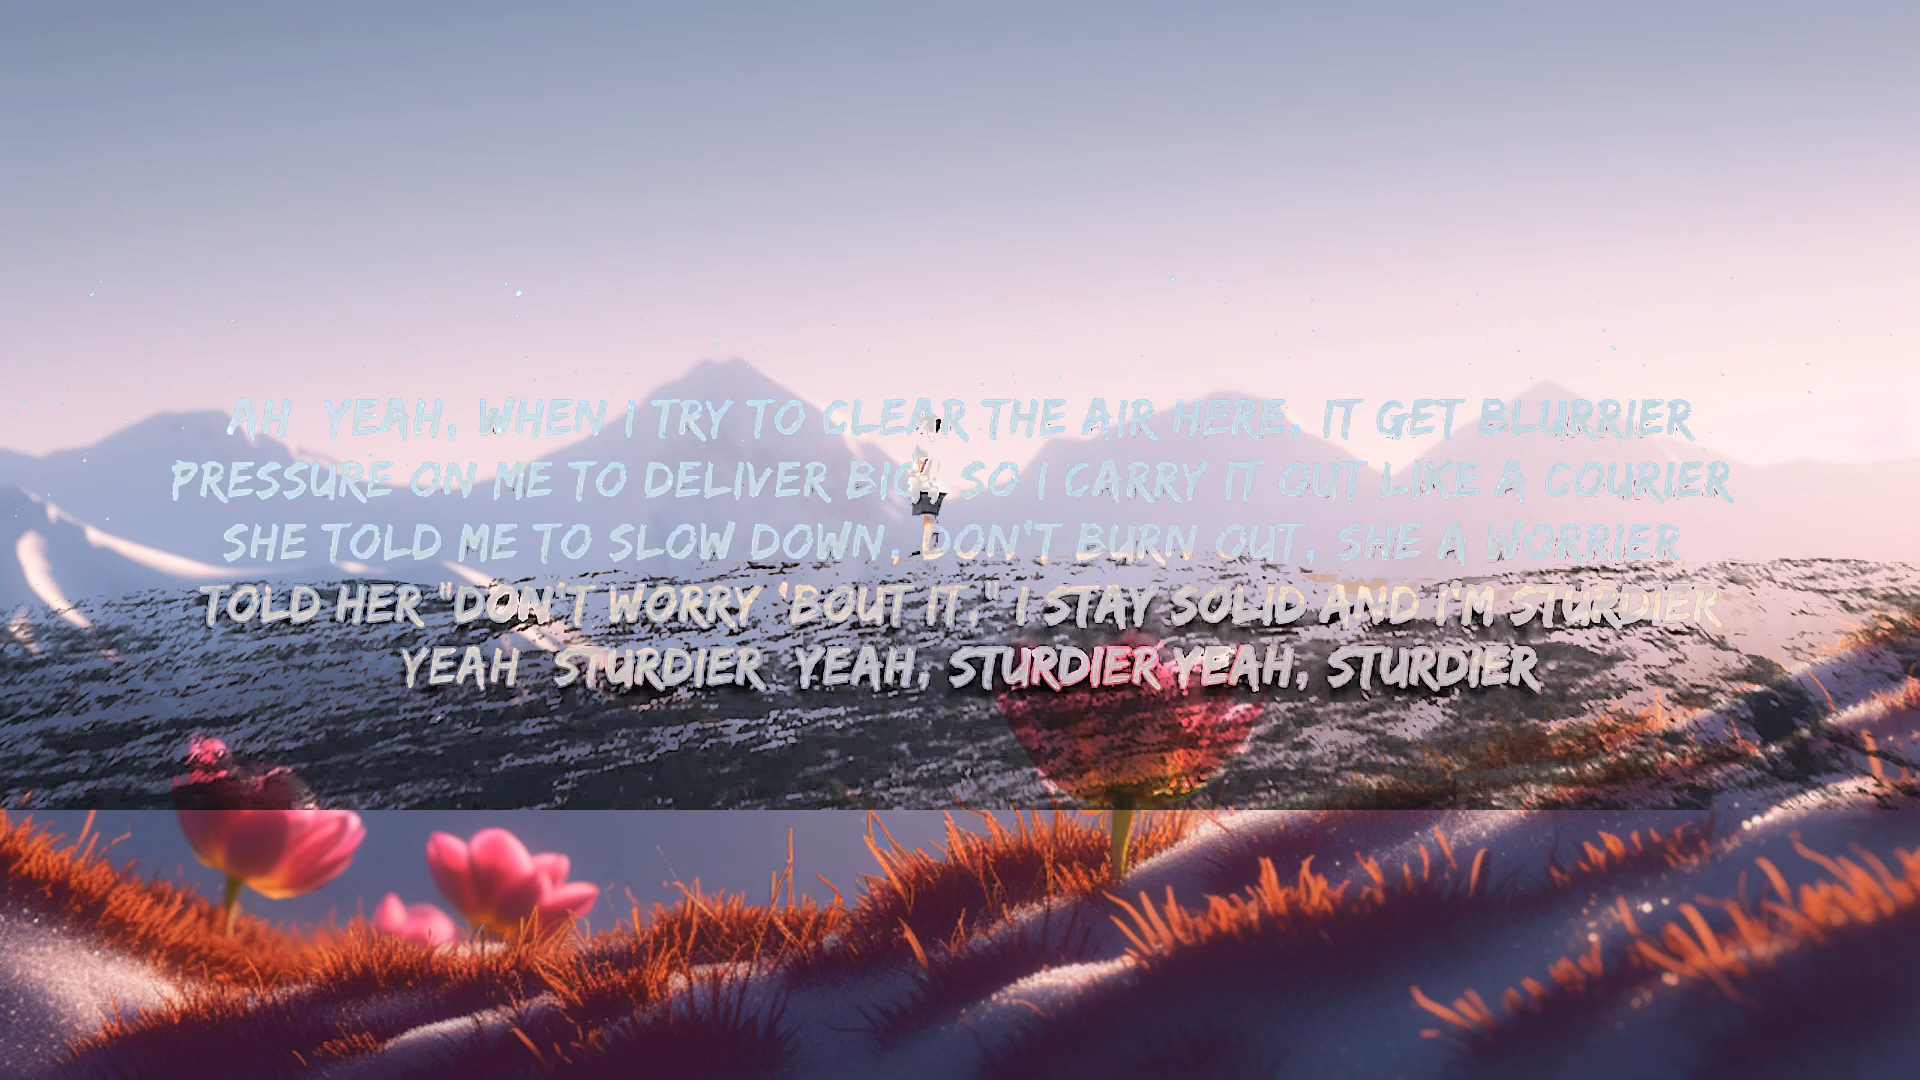 AH YEAH, WHEN I TRY TO CLEAR THE AIR HERE, IT GET BLURRIER
PRESSURE ON ME TO DELIVER BIG, SO I CARRY IT OUT LIKE A COURIER
SHE TOLD ME TO SLOW DOWN, DON'T BURN OUT, SHE A WORRIER
TOLD HER "DON'T WORRY 'BOUT IT," I STAY SOLID AND I'M STURDIER
YEAH STURDIER YEAH, STURDIER YEAH, STURDIER